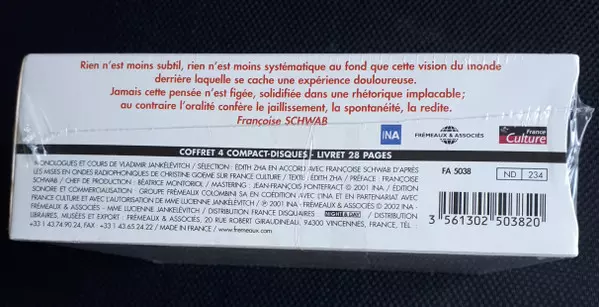 Rien n'est moins subtil, rien n'est moins systématique au fond que cette vision du monde
derrière laquelle se cache une expérience douloureuse.
Jamais cette pensée n'est figée, solidifiée dans une rhétorique implacable;
au contraire l'oralité confère le jaillissement, la spontanéité, la redite.
Françoise SCHWAB
INA
FRÉMEAUX & ASSOCIÉS
France
Culture
COFFRET 4 COMPACT-DISQUES - LIVRET 28 PAGES
MONOLOGUES ET COURS DE VLADIMIR JANKÉLÉVITCH / SÉLECTION : ÉDITH ZHA EN ACCORD AVEC FRANÇOISE SCHWAB D'APRÈS
LES MISES EN ONDES RADIOPHONIQUES DE CHRISTINE GOÉMÉ SUR FRANCE CULTURE / TEXTE : ÉDITH ZHA / PRÉFACE : FRANÇOISE
SCHWAB / CHEF DE PRODUCTION : BÉATRICE MONTORIOL / MASTERING : JEAN-FRANÇOIS PONTEFRACT © 2001 INA / ÉDITION
SONORE ET COMMERCIALISATION : GROUPE FRÉMEAUX COLOMBINI SA EN COÉDITION AVEC L'INA ET EN PARTENARIAT AVEC
FRANCE CULTURE ET AVEC L'AUTORISATION DE MME LUCIENNE JANKÉLÉVITCH / ℗ 2001 INA - FRÉMEAUX & ASSOCIÉS © 2002 INA -
FRÉMEAUX & ASSOCIÉS - MME LUCIENNE JANKÉLÉVITCH / DISTRIBUTION FRANCE DISQUAIRES : NIGHT & DAY / DISTRIBUTION
LIBRAIRES, MUSÉES ET EXPORT : FRÉMEAUX & ASSOCIÉS, 20 RUE ROBERT GIRAUDINEAU, 94300 VINCENNES, FRANCE, TEL.
+33 1 43.74.90.24, FAX : +33 1 43.65.24.22 / MADE IN FRANCE / www.fremeaux.com
FA 5038
ND 234
3 561302 503820